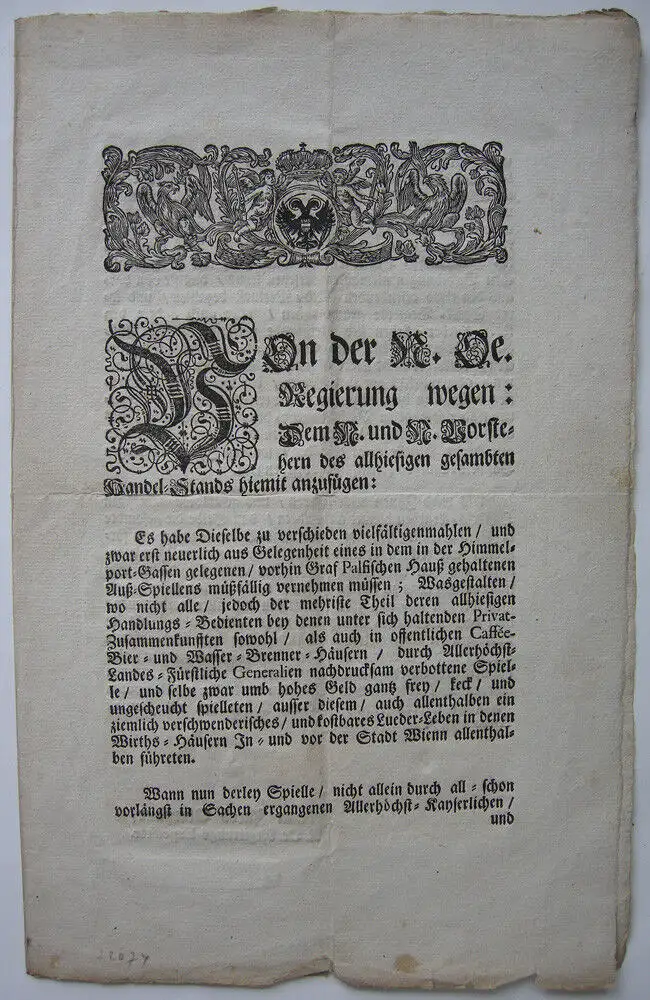 VOn der N. Oe.
Regierung wegen:
Dem N. und N. Vorste-
hern des allhiesigen gesambten
Handel-Stands hiemit anzufügen:
Es habe Dieselbe zu verschieden vielfältigenmahlen / und
zwar erst neuerlich aus Gelegenheit eines in dem in der Himmel-
port-Gassen gelegenen / vorhin Graf Palfischen Hauß gehaltenen
Auß-Spiellens müßfällig vernehmen müssen; Wasgestalten /
wo nicht alle / jedoch der mehriste Theil deren allhiesigen
Handlungs-Bedienten bey denen unter sich haltenden Privat-
Zusammenkunfften sowohl / als auch in offentlichen Caffée-
Bier- und Wasser-Brenner-Häusern / durch Allerhöchst-
Landes-Fürstliche Generalien nachdrucksam verbottene Spiel-
le / und selbe zwar umb hohes Geld gantz frey / keck / und
ungescheucht spielleten / ausser diesem / auch allenthalben ein
ziemlich verschwenderisches / und kostbares Lueder-Leben in denen
Wirths-Häusern In- und vor der Stadt Wienn allenthal-
ben führeten.
Wann nun derley Spielle / nicht allein durch all-schon
vorlängst in Sachen ergangenen Allerhöchst-Kayserlichen /
und